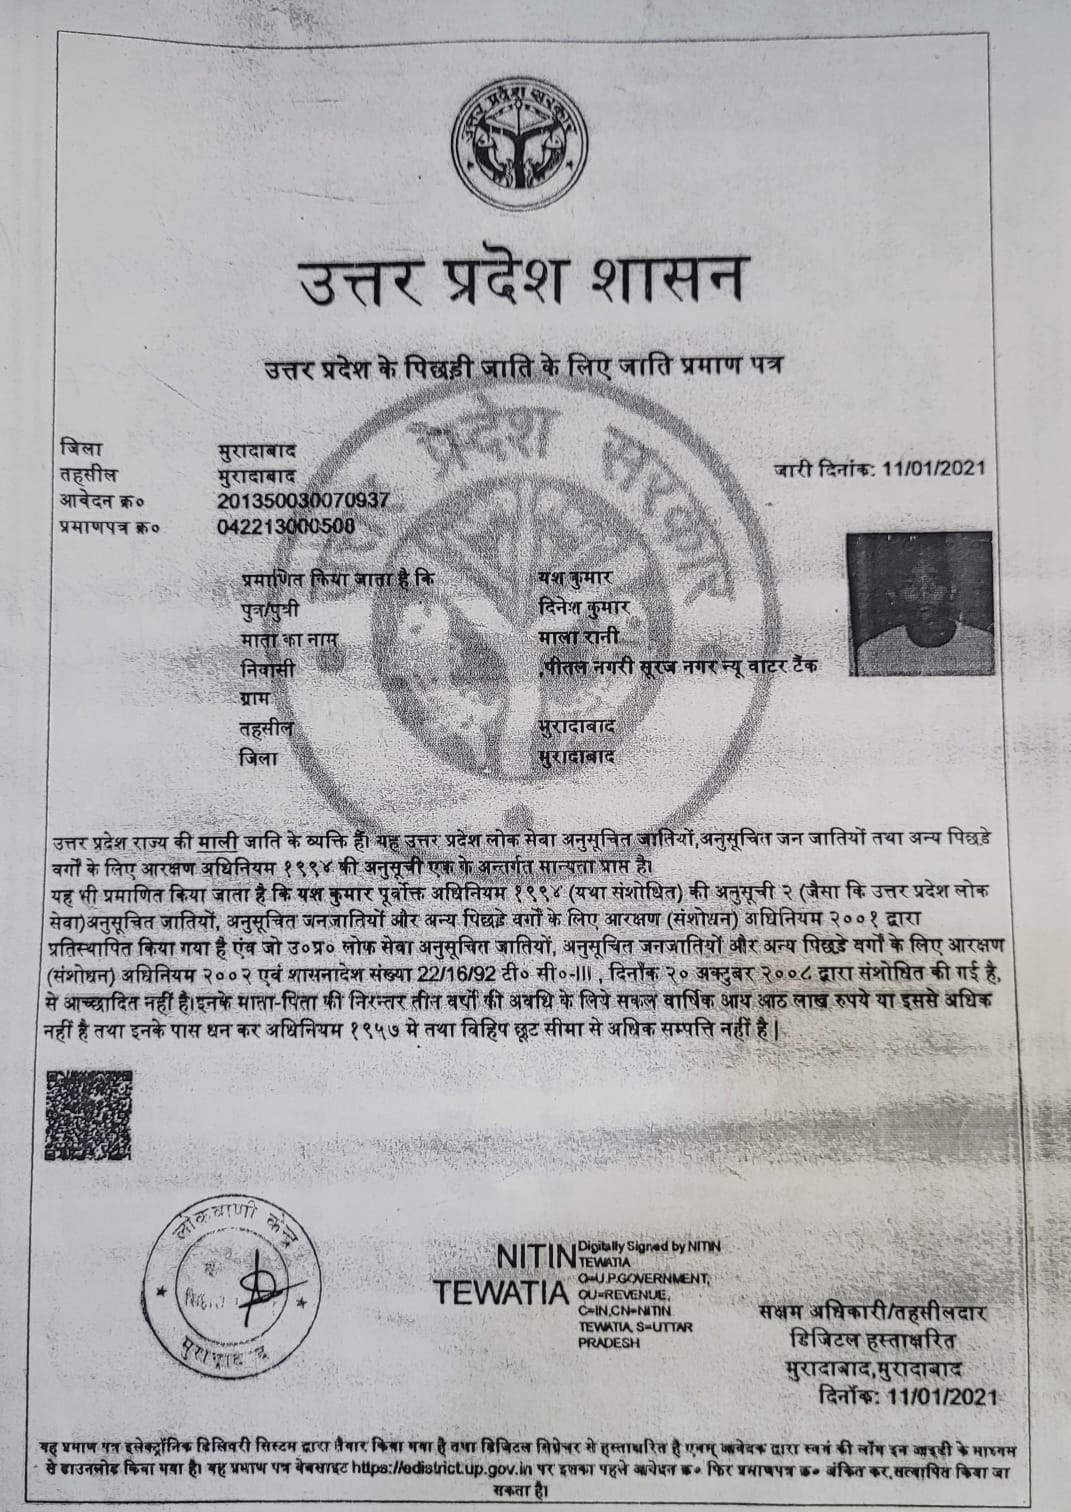 उत्तर प्रदेश सरकार
उत्तर प्रदेश शासन
उत्तर प्रदेश के पिछड़ी जाति के लिए जाति प्रमाण पत्र
जिला मुरादाबाद
तहसील मुरादाबाद
जारी दिनांक: 11/01/2021
आवेदन क्र० 201350030070937
प्रमाणपत्र क्र० 042213000508
प्रदेश सरकार
प्रमाणित किया जाता है कि यश कुमार
पुत्र/पुत्री दिनेश कुमार
माता का नाम माला रानी
निवासी ,पीतल नगरी सूरज नगर न्यू वाटर टैंक
ग्राम
तहसील मुरादाबाद
जिला मुरादाबाद
उत्तर प्रदेश राज्य की माली जाति के व्यक्ति हैं। यह उत्तर प्रदेश लोक सेवा अनुसूचित जातियों,अनुसूचित जन जातियों तथा अन्य पिछड़े
वर्गों के लिए आरक्षण अधिनियम १९९४ की अनुसूची एक के अन्तर्गत मान्यता प्राप्त है।
यह भी प्रमाणित किया जाता है कि यश कुमार पूर्वोक्त अधिनियम १९९४ (यथा संशोधित) की अनुसूची २ (जैसा कि उत्तर प्रदेश लोक
सेवा)अनुसूचित जातियों, अनुसूचित जनजातियों और अन्य पिछड़े वर्गों के लिए आरक्षण (संशोधन) अधिनियम २००१ द्वारा
प्रतिस्थापित किया गया है एंव जो उ०प्र० लोक सेवा अनुसूचित जातियों, अनुसूचित जनजातियों और अन्य पिछड़े वर्गों के लिए आरक्षण
(संशोधन) अधिनियम २००२ एवं शासनादेश संख्या 22/16/92 टी० सी०-III , दिनाँक २० अक्टुबर २००८ द्वारा संशोधित की गई है,
से आच्छादित नहीं है।इनके माता-पिता की निरन्तर तीन वर्षों की अवधि के लिये सकल वार्षिक आय आठ लाख रुपये या इससे अधिक
नहीं है तथा इनके पास धन कर अधिनियम १९५७ मे तथा विहिप छूट सीमा से अधिक सम्पत्ति नहीं है |
लोकवाणी केन्द्र
NITIN TEWATIA
Digitally Signed by NITIN
TEWATIA
O=U.P.GOVERNMENT,
OU=REVENUE,
C=IN,CN=NITIN
TEWATIA, S=UTTAR
PRADESH
सक्षम अधिकारी/तहसीलदार
डिजिटल हस्ताक्षरित
मुरादाबाद,मुरादाबाद
दिनाँक: 11/01/2021
यह प्रमाण पत्र इलेक्ट्रॉनिक डिलिवरी सिस्टम द्वारा तैयार किया गया है तथा डिजिटल सिग्नेचर से हस्ताक्षरित है एवम् आवेदक द्वारा स्वयं की लॉग इन आइडी के माध्यम
से डाउनलोड किया गया है। यह प्रमाण पत्र वेबसाइट https://edistrict.up.gov.in पर इसका पहले आवेदन क्र० फिर प्रमाणपत्र क्र० अंकित कर,सत्यापित किया जा
सकता है।